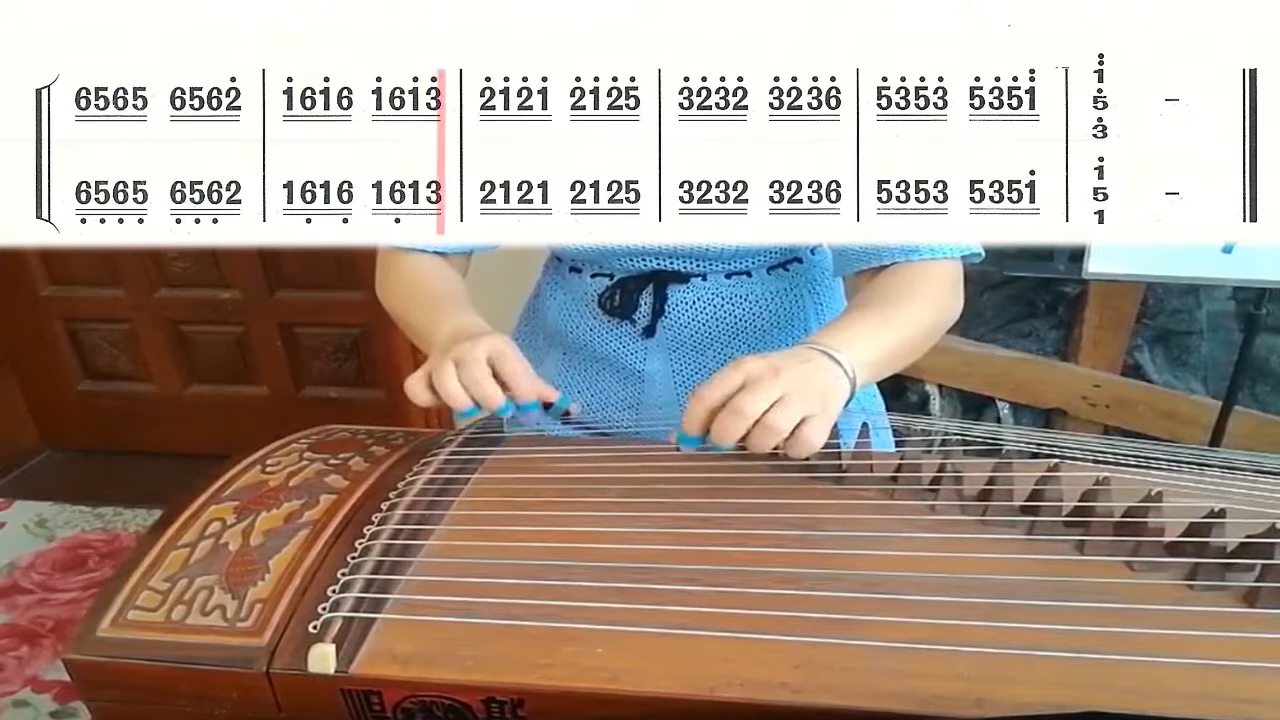 6565 6562 | 1616 1613 | 2121 2125 | 3232 3236 | 5353 5351 | 1 –
5
3
6565 6562 | 1616 1613 | 2121 2125 | 3232 3236 | 5353 5351 | 1
5 –
1